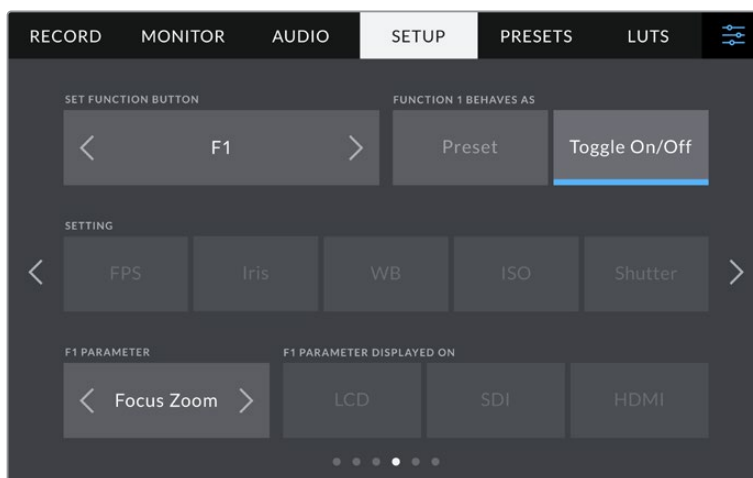 RECORD MONITOR AUDIO SETUP PRESETS LUTS
SET FUNCTION BUTTON FUNCTION 1 BEHAVES AS
F1 Preset Toggle On/Off
SETTING
FPS Iris WB ISO Shutter
F1 PARAMETER F1 PARAMETER DISPLAYED ON
Focus Zoom LCD SDI HDMI